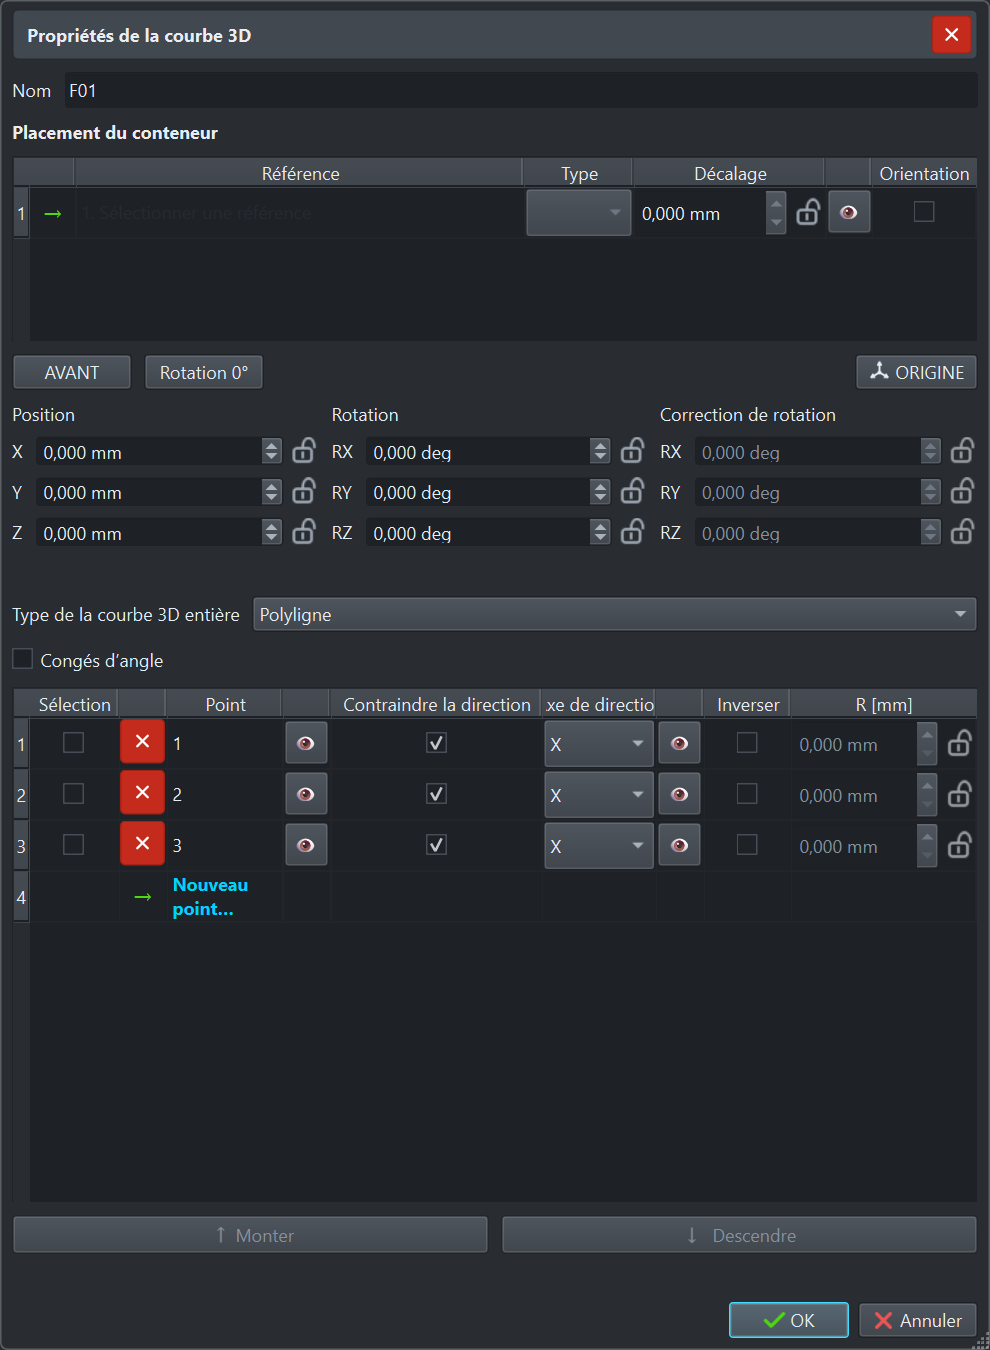 Propriétés de la courbe 3D
Nom F01
Placement du conteneur
Référence Type Décalage Orientation
1 → 1. Sélectionner une référence 0,000 mm
AVANT Rotation 0° ORIGINE
Position Rotation Correction de rotation
X 0,000 mm RX 0,000 deg RX 0,000 deg
Y 0,000 mm RY 0,000 deg RY 0,000 deg
Z 0,000 mm RZ 0,000 deg RZ 0,000 deg
Type de la courbe 3D entière Polyligne
Congés d'angle
Sélection Point Contraindre la direction xe de directio Inverser R [mm]
1 1 X 0,000 mm
2 2 X 0,000 mm
3 3 X 0,000 mm
4 → Nouveau
point...
↑ Monter ↓ Descendre
OK Annuler